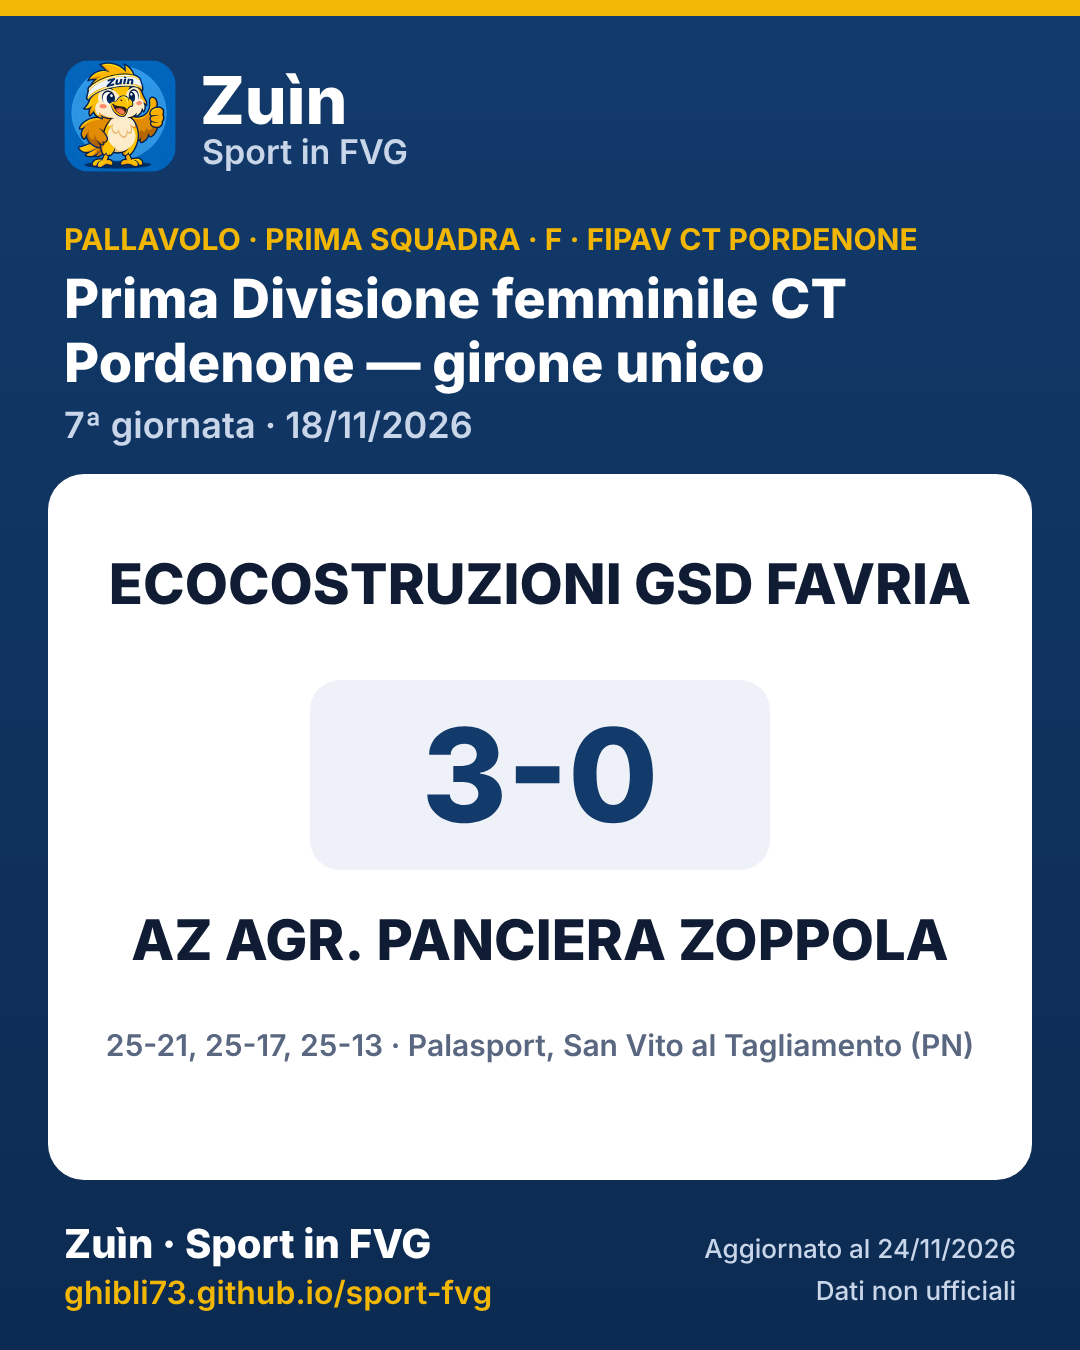 Zuin
Zuìn
Sport in FVG
PALLAVOLO · PRIMA SQUADRA · F · FIPAV CT PORDENONE
Prima Divisione femminile CT
Pordenone — girone unico
7ª giornata · 18/11/2026
ECOCOSTRUZIONI GSD FAVRIA
3-0
AZ AGR. PANCIERA ZOPPOLA
25-21, 25-17, 25-13 · Palasport, San Vito al Tagliamento (PN)
Zuìn · Sport in FVG
Aggiornato al 24/11/2026
ghibli73.github.io/sport-fvg
Dati non ufficiali